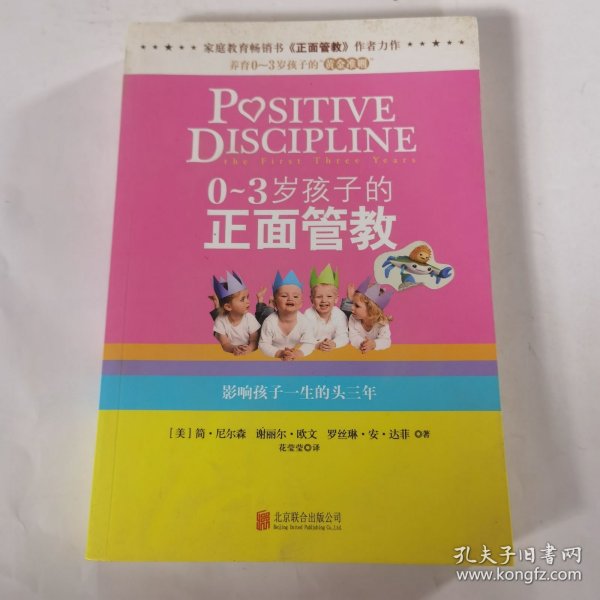 家庭教育畅销书《正面管教》作者力作
养育0~3岁孩子的“黄金准则”
POSITIVE
DISCIPLINE
the First Three Years
0~3岁孩子的
正面管教
影响孩子一生的头三年
[美]简·尼尔森 谢丽尔·欧文 罗丝琳·安·达菲 著
花莹莹 译
北京联合出版公司
Beijing United Publishing Co.,Ltd.
孔夫子旧书网
www.kongfz.com